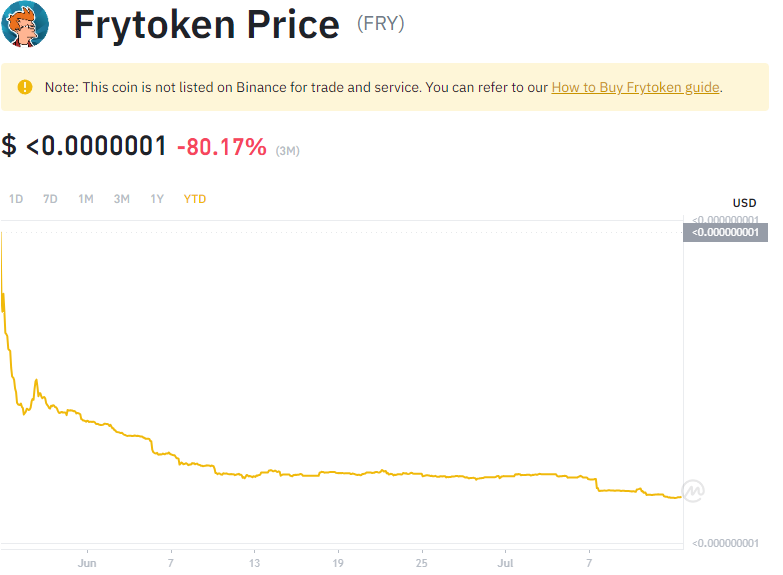 Frytoken Price (FRY)
Note: This coin is not listed on Binance for trade and service. You can refer to our How to Buy Frytoken guide.
$ <0.0000001 -80.17% (3M)
1D 7D 1M 3M 1Y YTD
USD
<0.000000001
<0.000000001
<0.000000001
Jun 7 13 19 25 Jul 7